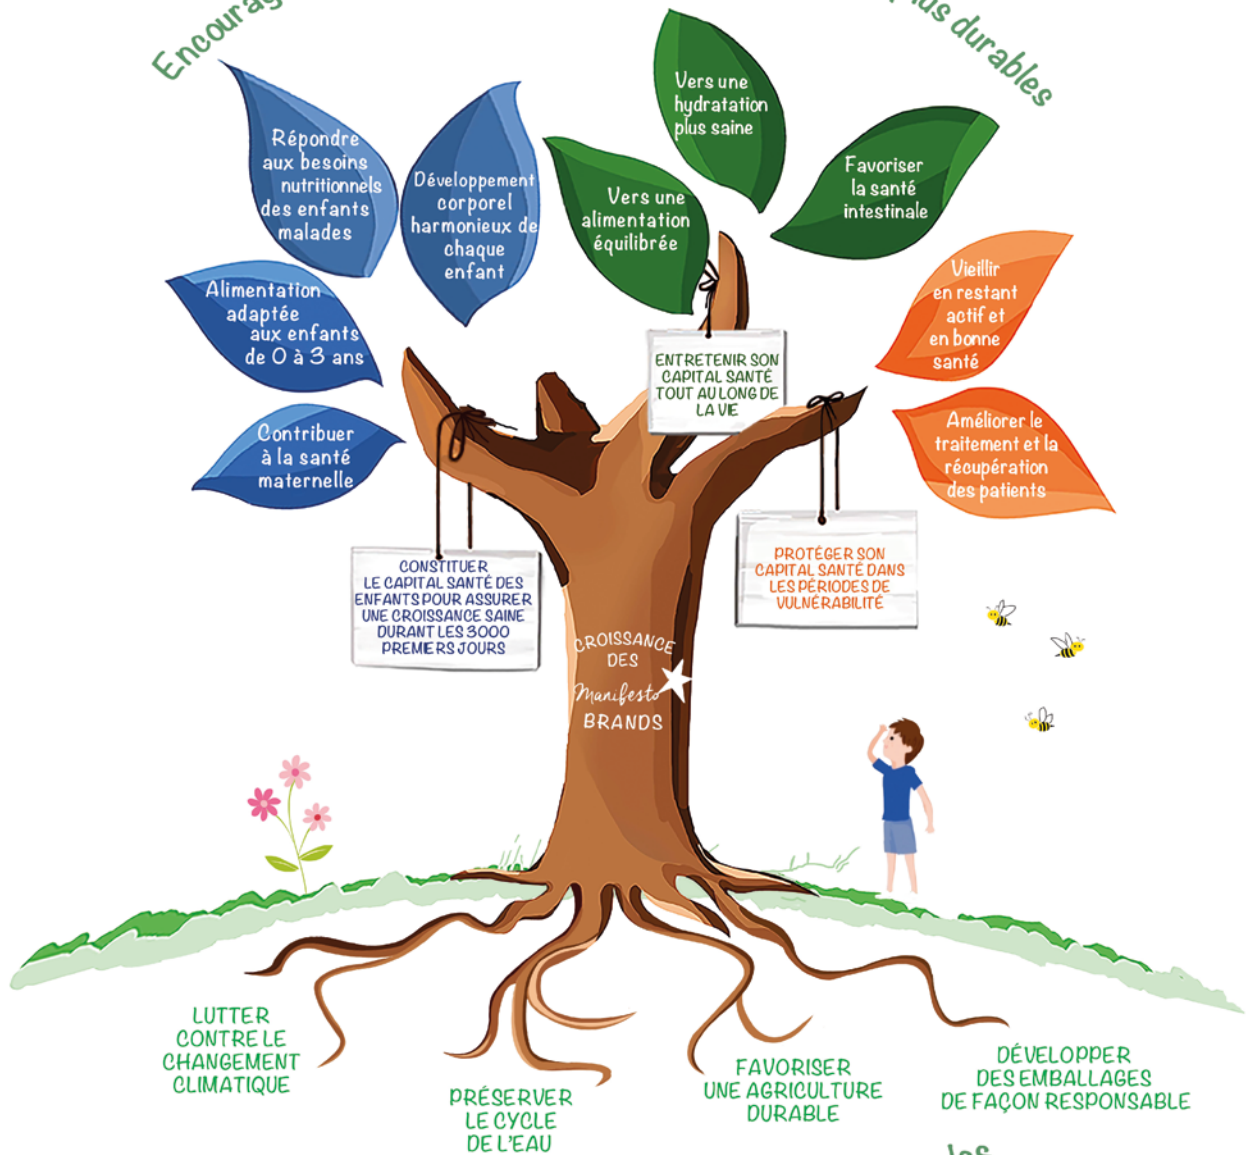 plus durables
Vers une
hydratation
plus saine
Répondre
aux besoins
nutritionnels
des enfants
malades
Développement
corporel
harmonieux de
chaque
enfant
Vers une
alimentation
équilibrée
Favoriser
la santé
intestinale
Alimentation
adaptée
aux enfants
de 0 à 3 ans
Vieillir
en restant
actif et
en bonne
santé
Contribuer
à la santé
maternelle
Améliorer le
traitement et la
récupération
des patients
ENTRETENIR SON
CAPITAL SANTÉ
TOUT AU LONG DE
LA VIE
CONSTITUER
LE CAPITAL SANTÉ DES
ENFANTS POUR ASSURER
UNE CROISSANCE SAINE
DURANT LES 3000
PREMIERS JOURS
PROTÉGER SON
CAPITAL SANTÉ DANS
LES PÉRIODES DE
VULNÉRABILITÉ
CROISSANCE
DES
Manifesto
BRANDS
LUTTER
CONTRE LE
CHANGEMENT
CLIMATIQUE
PRÉSERVER
LE CYCLE
DE L'EAU
FAVORISER
UNE AGRICULTURE
DURABLE
DÉVELOPPER
DES EMBALLAGES
DE FAÇON RESPONSABLE